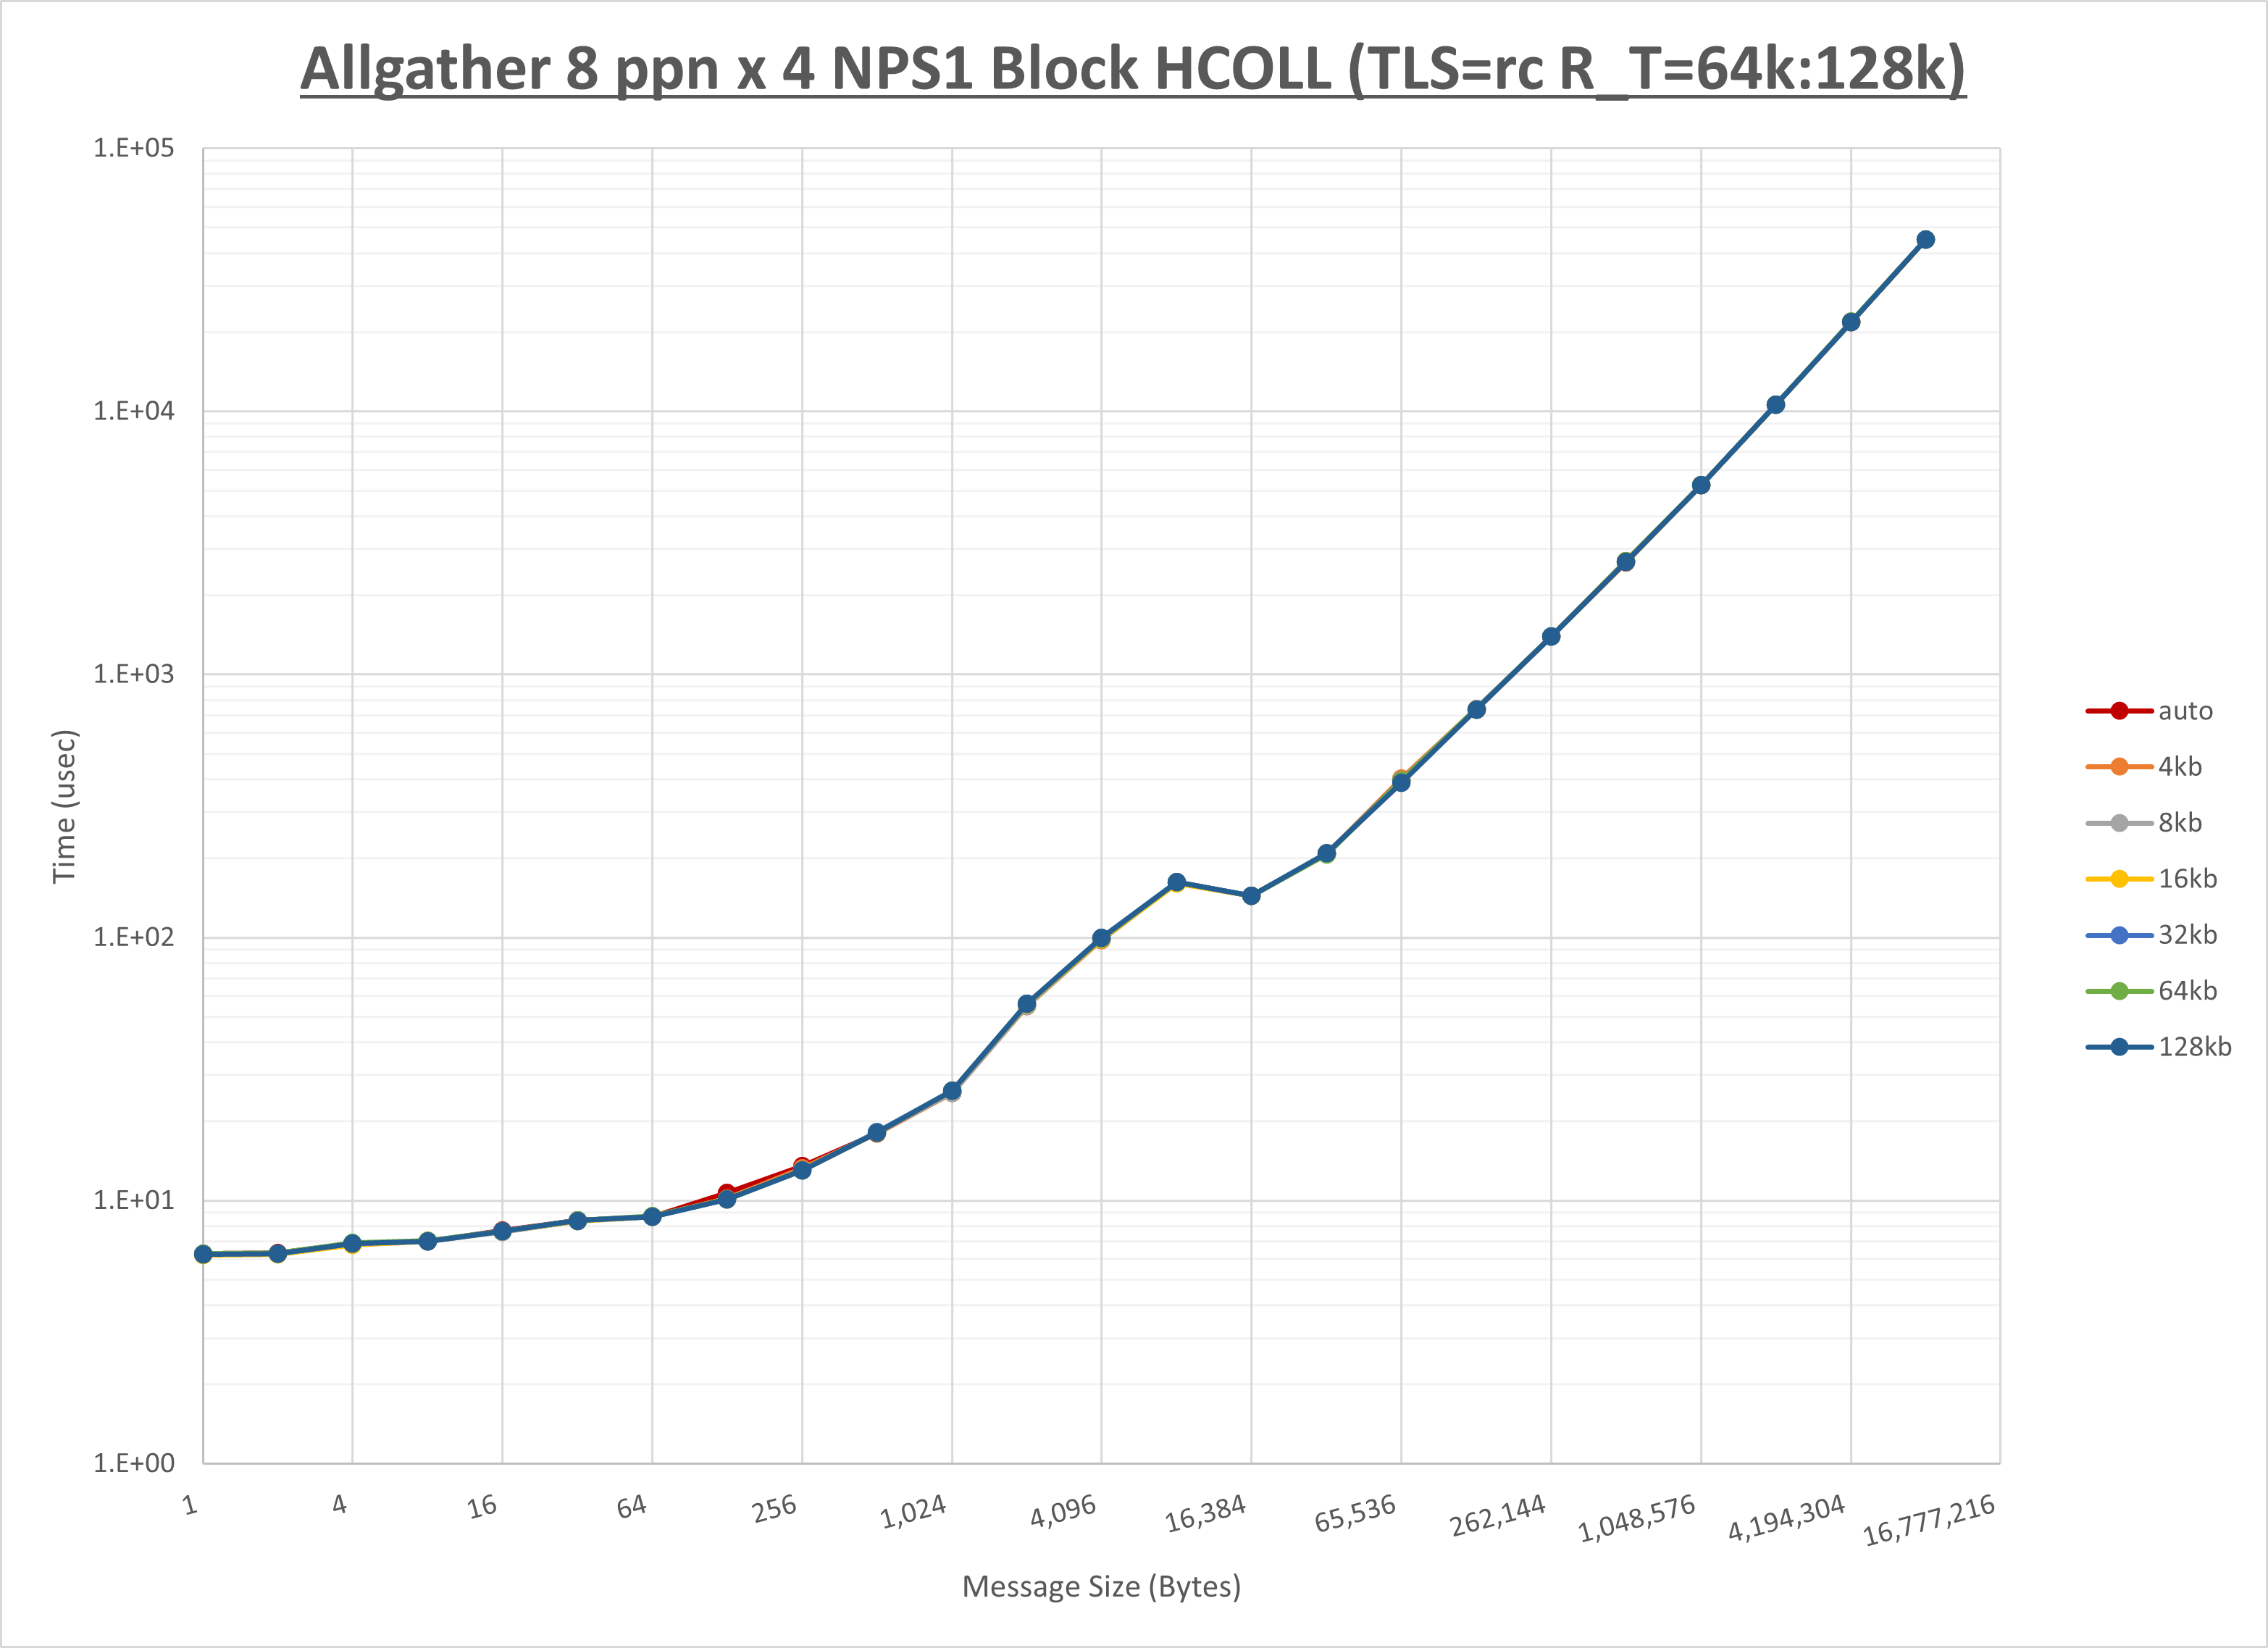 Allgather 8 ppn x 4 NPS1 Block HCOLL (TLS=rc R_T=64k:128k)
1.E+05
1.E+04
1.E+03
1.E+02
1.E+01
1.E+00
Time (usec)
1
4
16
64
256
1,024
4,096
16,384
65,536
262,144
1,048,576
4,194,304
16,777,216
Message Size (Bytes)
auto
4kb
8kb
16kb
32kb
64kb
128kb